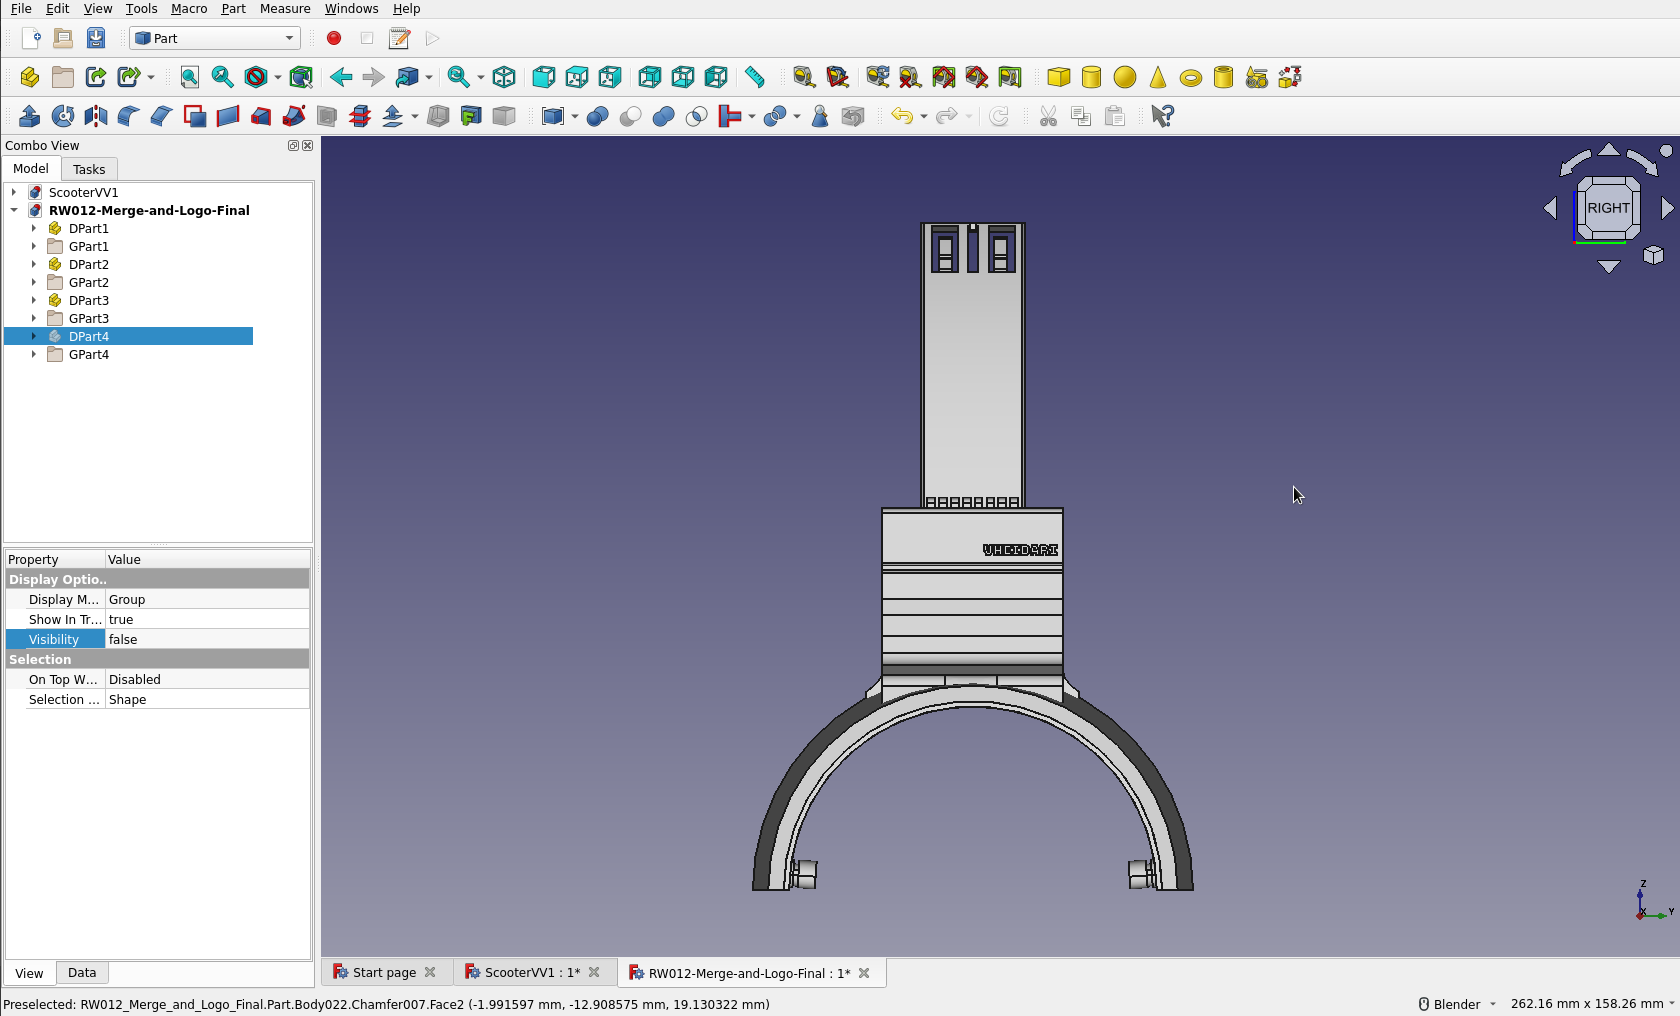 File Edit View Tools Macro Part Measure Windows Help
Part
Combo View
Model Tasks
ScooterVV1
RW012-Merge-and-Logo-Final
DPart1
GPart1
DPart2
GPart2
DPart3
GPart3
DPart4
GPart4
Property Value
Display Optio..
Display M... Group
Show In Tr... true
Visibility false
Selection
On Top W... Disabled
Selection ... Shape
View Data
RIGHT
Z
X
Y
Start page ScooterVV1 : 1* RW012-Merge-and-Logo-Final : 1*
Preselected: RW012_Merge_and_Logo_Final.Part.Body022.Chamfer007.Face2 (-1.991597 mm, -12.908575 mm, 19.130322 mm) Blender 262.16 mm x 158.26 mm